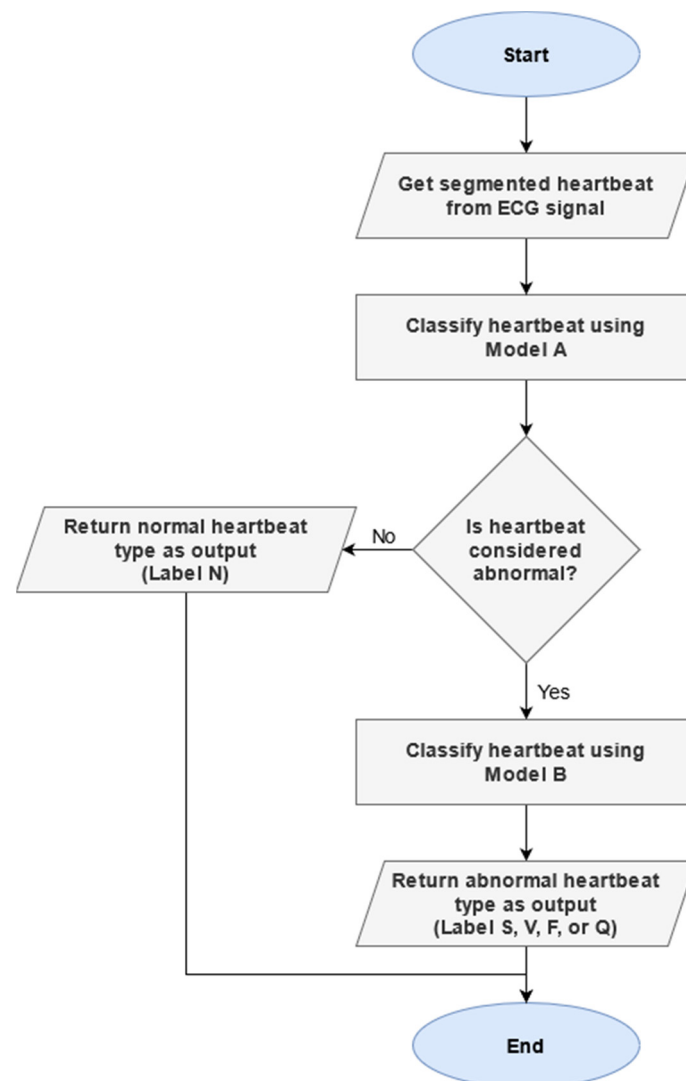 Start
Get segmented heartbeat
from ECG signal
Classify heartbeat using
Model A
Is heartbeat
considered
abnormal?
No
Return normal heartbeat
type as output
(Label N)
Yes
Classify heartbeat using
Model B
Return abnormal heartbeat
type as output
(Label S, V, F, or Q)
End